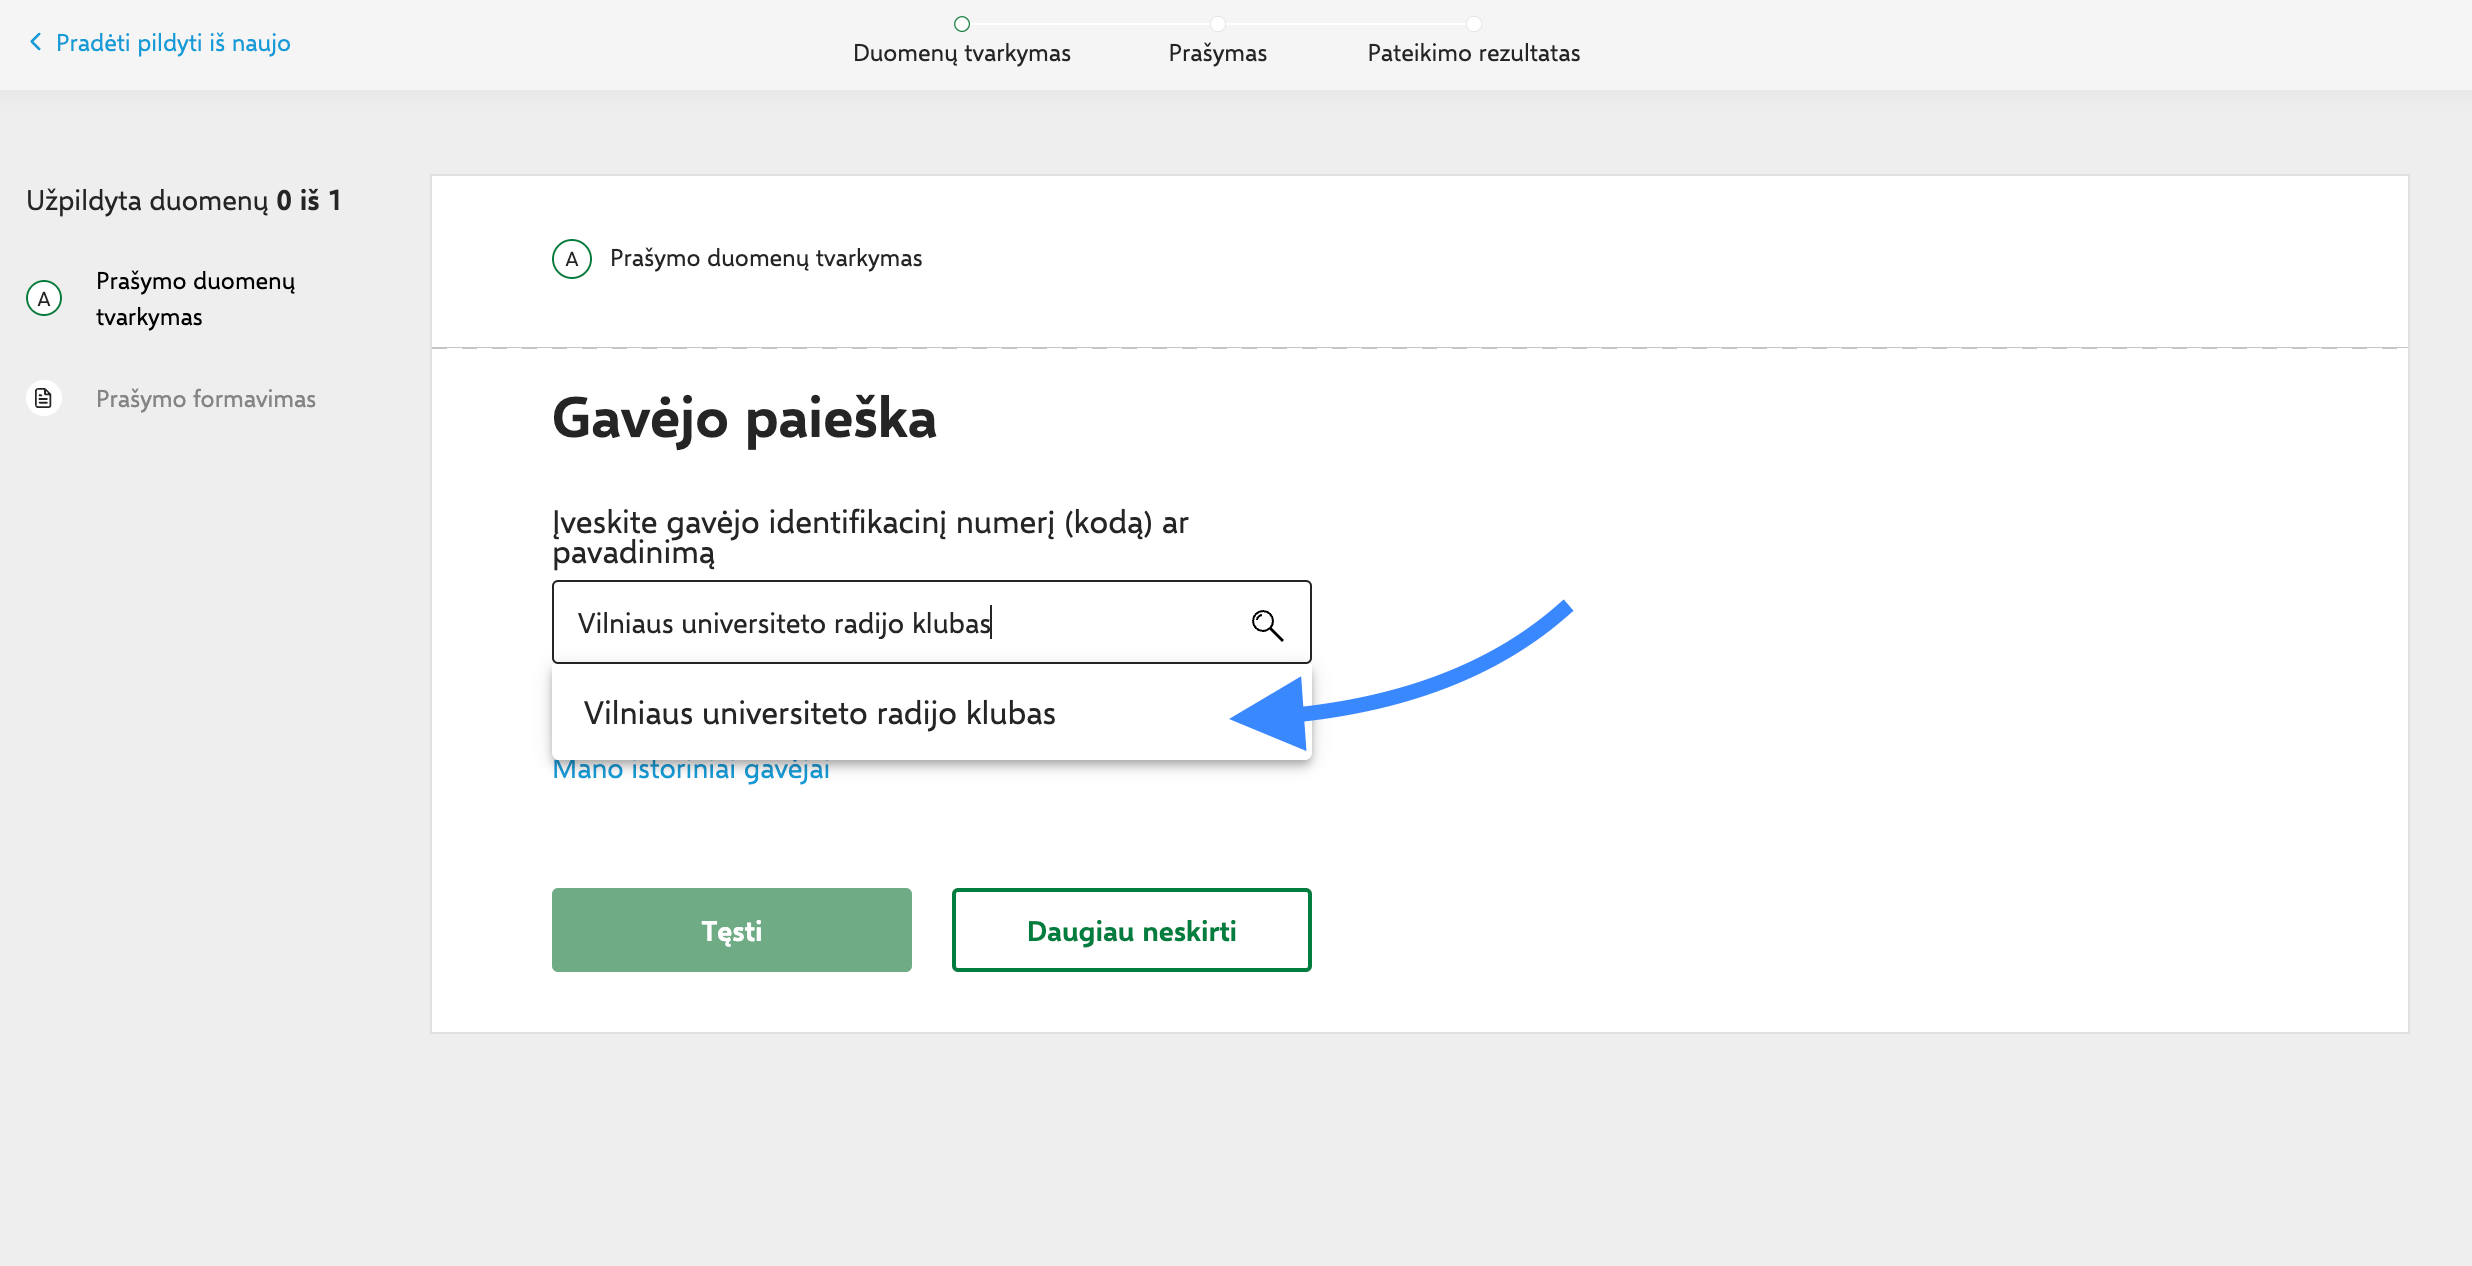 Pradėti pildyti iš naujo
Duomenų tvarkymas
Prašymas
Pateikimo rezultatas
Užpildyta duomenų 0 iš 1
A
Prašymo duomenų
tvarkymas
Prašymo formavimas
A
Prašymo duomenų tvarkymas
Gavėjo paieška
Įveskite gavėjo identifikacinį numerį (kodą) ar
pavadinimą
Vilniaus universiteto radijo klubas
Vilniaus universiteto radijo klubas
Mano istoriniai gavėjai
Tęsti
Daugiau neskirti